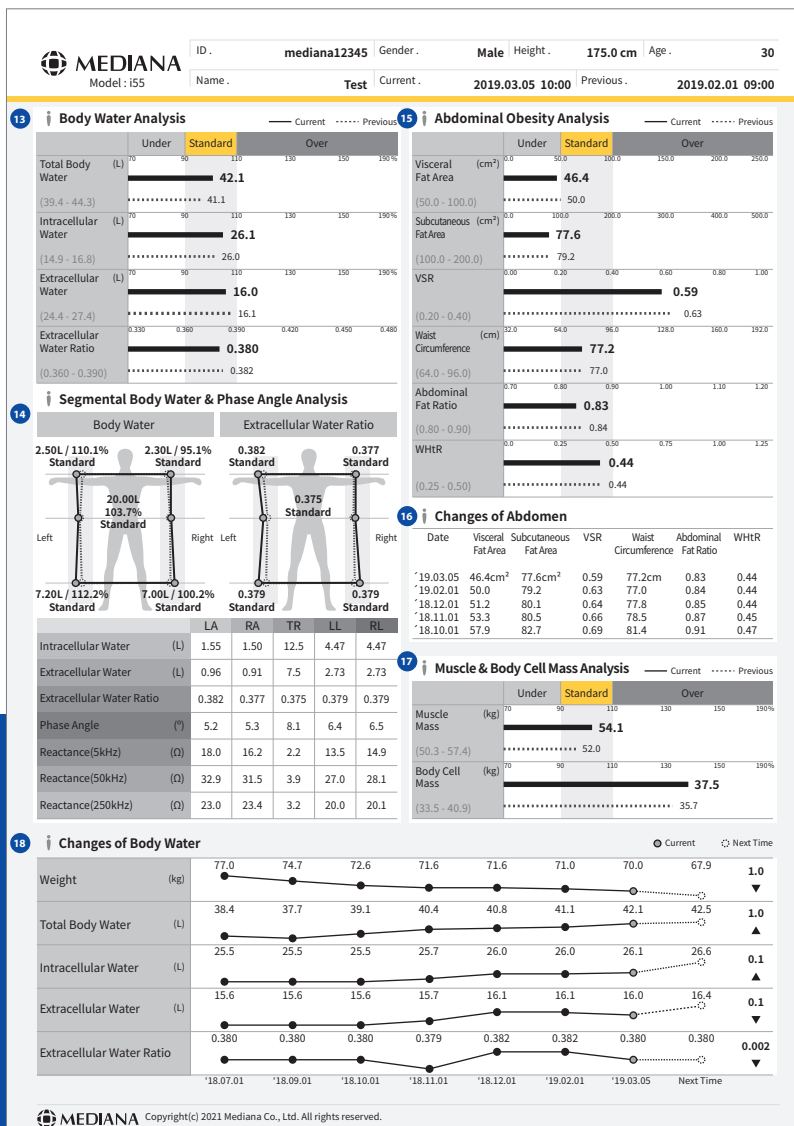 MEDIANA
Model : i55
ID . mediana12345 Gender . Male Height . 175.0 cm Age . 30
Name . Test Current . 2019.03.05 10:00 Previous . 2019.02.01 09:00
13 Body Water Analysis Current Previous
Under Standard Over
Total Body Water (L) 70 90 110 130 150 190%
42.1
(39.4 - 44.3) 41.1
Intracellular Water (L) 70 90 110 130 150 190%
26.1
(14.9 - 16.8) 26.0
Extracellular Water (L) 70 90 110 130 150 190%
16.0
(24.4 - 27.4) 16.1
Extracellular Water Ratio 0.330 0.360 0.390 0.420 0.450 0.480
0.380
(0.360 - 0.390) 0.382
14 Segmental Body Water & Phase Angle Analysis
Body Water Extracellular Water Ratio
2.50L / 110.1% 2.30L / 95.1% 0.382 0.377
Standard Standard Standard Standard
20.00L 0.375
103.7% Standard
Standard
Left Right Left Right
7.20L / 112.2% 7.00L / 100.2% 0.379 0.379
Standard Standard Standard Standard
LA RA TR LL RL
Intracellular Water (L) 1.55 1.50 12.5 4.47 4.47
Extracellular Water (L) 0.96 0.91 7.5 2.73 2.73
Extracellular Water Ratio 0.382 0.377 0.375 0.379 0.379
Phase Angle (º) 5.2 5.3 8.1 6.4 6.5
Reactance(5kHz) (Ω) 18.0 16.2 2.2 13.5 14.9
Reactance(50kHz) (Ω) 32.9 31.5 3.9 27.0 28.1
Reactance(250kHz) (Ω) 23.0 23.4 3.2 20.0 20.1
15 Abdominal Obesity Analysis Current Previous
Under Standard Over
Visceral Fat Area (cm²) 0.0 50.0 100.0 150.0 200.0 250.0
46.4
(50.0 - 100.0) 50.0
Subcutaneous Fat Area (cm²) 0.0 100.0 200.0 300.0 400.0 500.0
77.6
(100.0 - 200.0) 79.2
VSR 0.00 0.20 0.40 0.60 0.80 1.00
0.59
(0.20 - 0.40) 0.63
Waist Circumference (cm) 32.0 64.0 96.0 128.0 160.0 192.0
77.2
(64.0 - 96.0) 77.0
Abdominal Fat Ratio 0.70 0.80 0.90 1.00 1.10 1.20
0.83
(0.80 - 0.90) 0.84
WHtR 0.0 0.25 0.50 0.75 1.00 1.25
0.44
(0.25 - 0.50) 0.44
16 Changes of Abdomen
Date Visceral Fat Area Subcutaneous Fat Area VSR Waist Circumference Abdominal Fat Ratio WHtR
´19.03.05 46.4cm² 77.6cm² 0.59 77.2cm 0.83 0.44
´19.02.01 50.0 79.2 0.63 77.0 0.84 0.44
´18.12.01 51.2 80.1 0.64 77.8 0.85 0.44
´18.11.01 53.3 80.5 0.66 78.5 0.87 0.45
´18.10.01 57.9 82.7 0.69 81.4 0.91 0.47
17 Muscle & Body Cell Mass Analysis Current Previous
Under Standard Over
Muscle Mass (kg) 70 90 110 130 150 190%
54.1
(50.3 - 57.4) 52.0
Body Cell Mass (kg) 70 90 110 130 150 190%
37.5
(33.5 - 40.9) 35.7
18 Changes of Body Water Current Next Time
Weight (kg) 77.0 74.7 72.6 71.6 71.6 71.0 70.0 67.9 1.0 ▼
Total Body Water (L) 38.4 37.7 39.1 40.4 40.8 41.1 42.1 42.5 1.0 ▲
Intracellular Water (L) 25.5 25.5 25.5 25.7 26.0 26.0 26.1 26.6 0.1 ▲
Extracellular Water (L) 15.6 15.6 15.6 15.7 16.1 16.1 16.0 16.4 0.1 ▼
Extracellular Water Ratio 0.380 0.380 0.380 0.379 0.382 0.382 0.380 0.380 0.002 ▼
'18.07.01 '18.09.01 '18.10.01 '18.11.01 '18.12.01 '19.02.01 '19.03.05 Next Time
MEDIANA Copyright(c) 2021 Mediana Co., Ltd. All rights reserved.